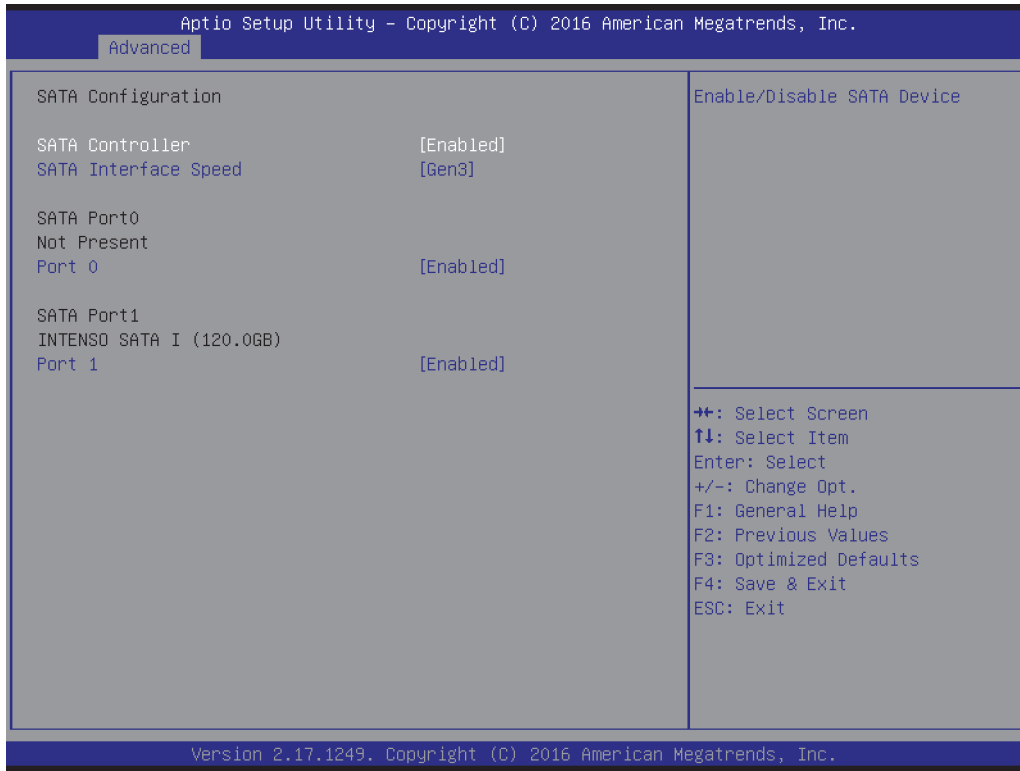 Aptio Setup Utility – Copyright (C) 2016 American Megatrends, Inc.
Advanced
SATA Configuration
SATA Controller [Enabled]
SATA Interface Speed [Gen3]
SATA Port0
Not Present
Port 0 [Enabled]
SATA Port1
INTENSO SATA I (120.0GB)
Port 1 [Enabled]
Enable/Disable SATA Device
→←: Select Screen
↑↓: Select Item
Enter: Select
+/-: Change Opt.
F1: General Help
F2: Previous Values
F3: Optimized Defaults
F4: Save & Exit
ESC: Exit
Version 2.17.1249. Copyright (C) 2016 American Megatrends, Inc.